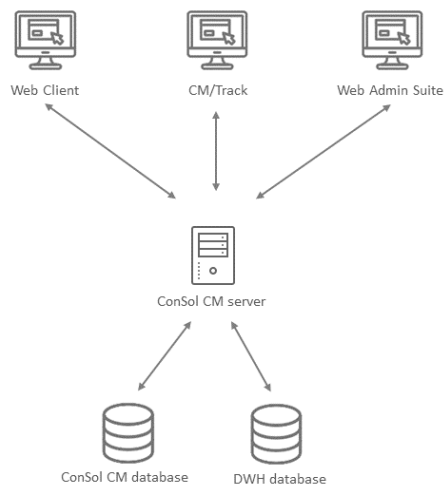 Web Client
CM/Track
Web Admin Suite
ConSol CM server
ConSol CM database
DWH database